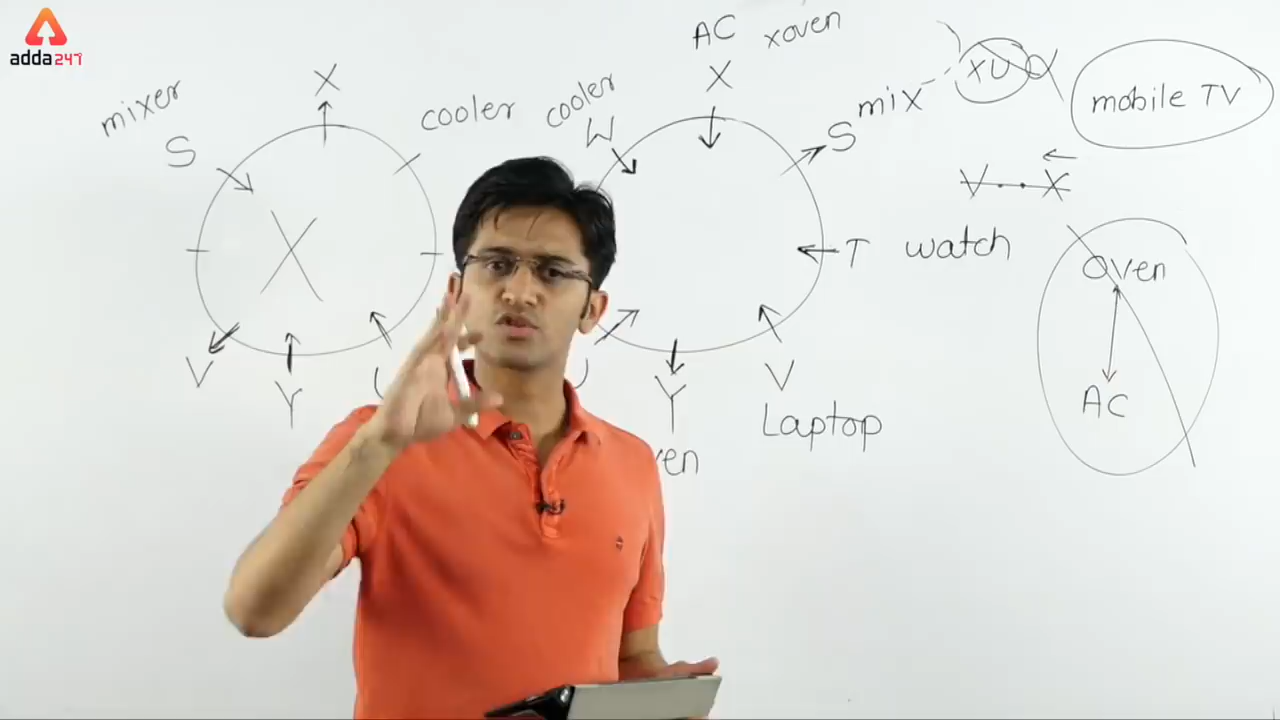 adda247
mixer
S
X
cooler
V
Y
X
cooler
W
AC
xoven
X
S
mix
T
watch
V
Laptop
Y
U
xU
mobile TV
V..X
oven
AC